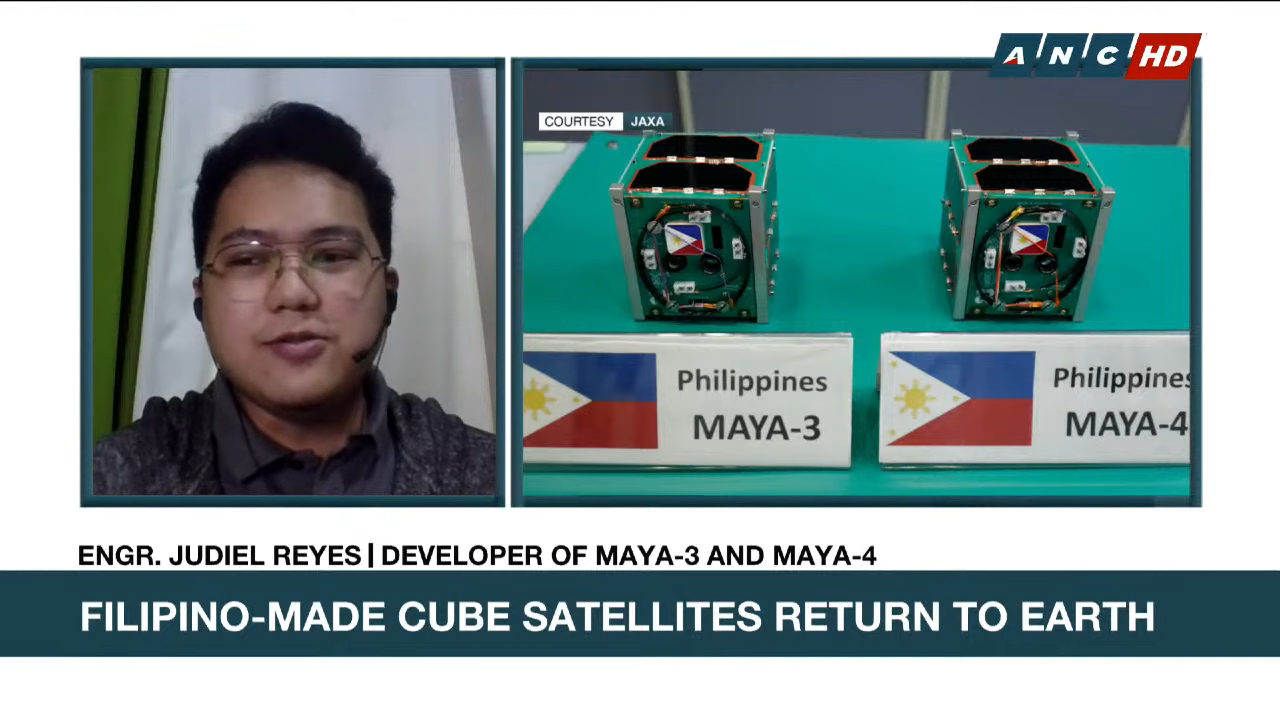 ANC HD
COURTESY JAXA
Philippines
MAYA-3
Philippines
MAYA-4
ENGR. JUDIEL REYES | DEVELOPER OF MAYA-3 AND MAYA-4
FILIPINO-MADE CUBE SATELLITES RETURN TO EARTH